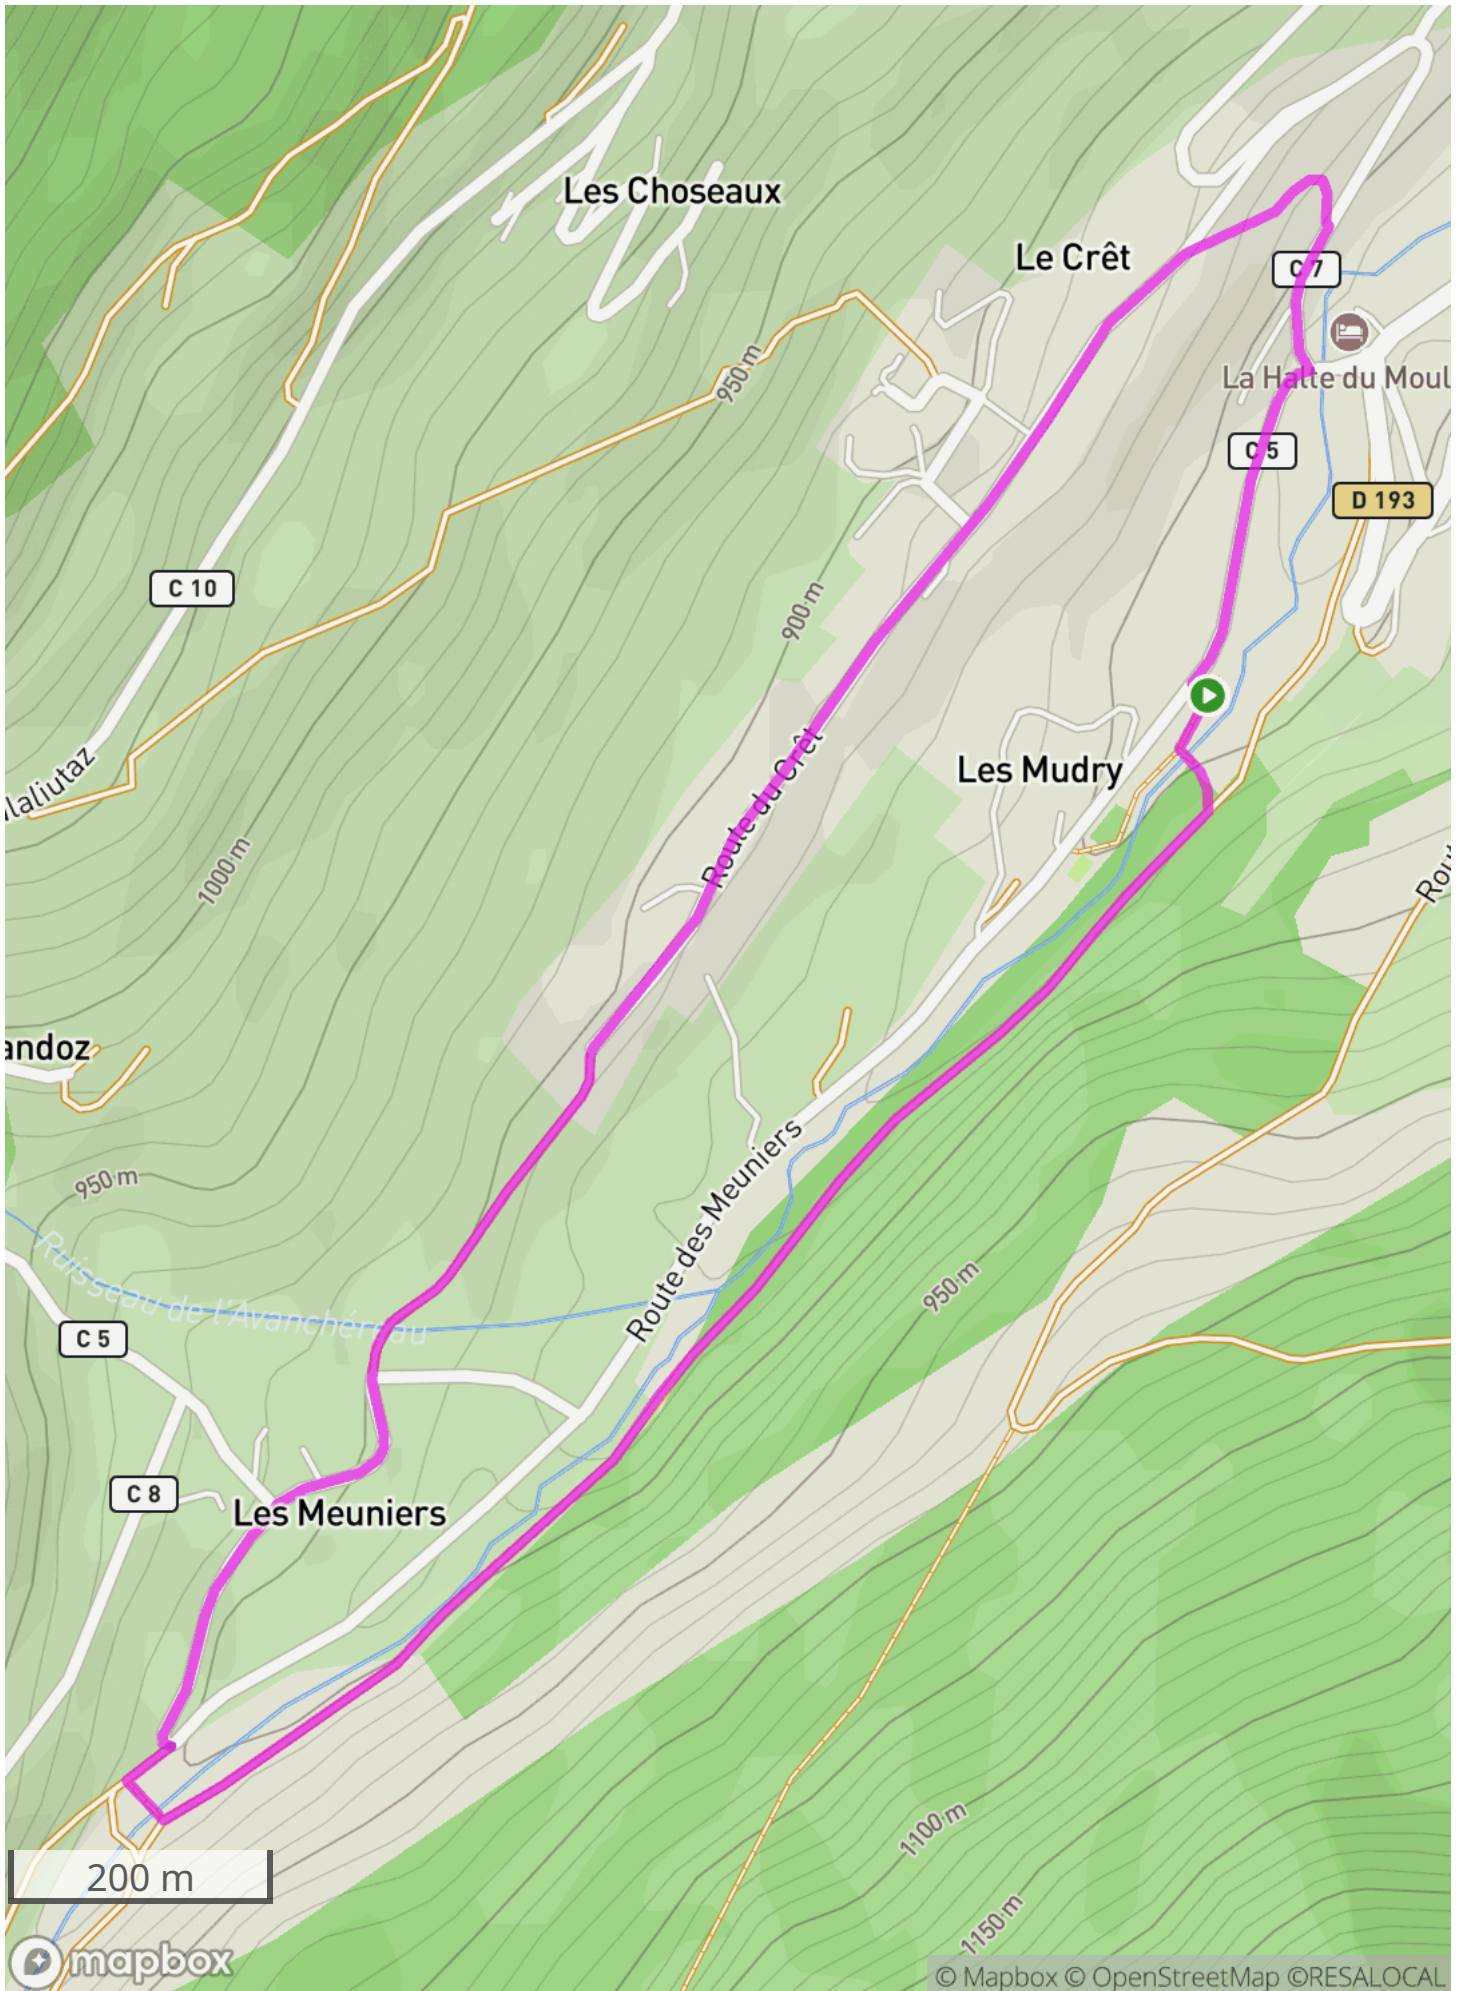 Les Choseaux
Le Crêt
C 7
950 m
La Halte du Moul
C 5
D 193
C 10
900 m
Les Mudry
Route du Crêt
laliutaz
1000 m
Rout
andoz
950 m
Route des Meuniers
Ruisseau de l'Avanchéreau
C 5
950 m
C 8
Les Meuniers
1100 m
200 m
1150 m
mapbox
© Mapbox © OpenStreetMap ©RESALOCAL